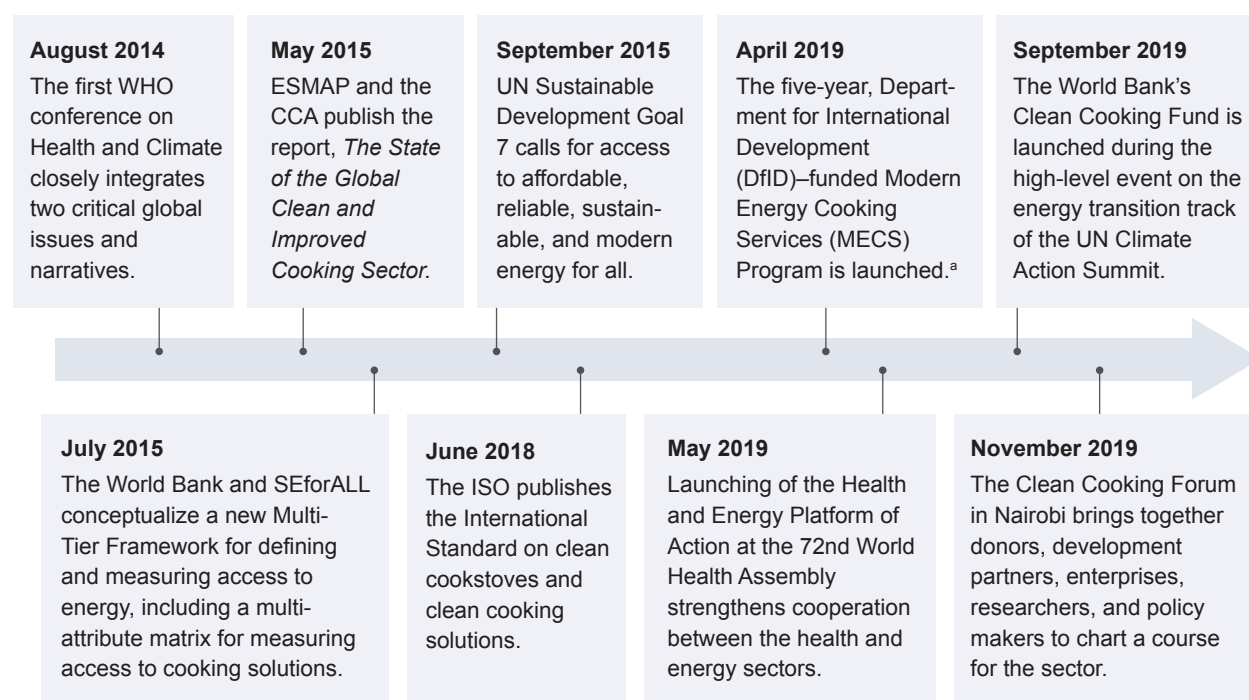 August 2014
The first WHO
conference on
Health and Climate
closely integrates
two critical global
issues and
narratives.
May 2015
ESMAP and the
CCA publish the
report, The State
of the Global
Clean and
Improved
Cooking Sector.
September 2015
UN Sustainable
Development Goal
7 calls for access
to affordable,
reliable, sustain-
able, and modern
energy for all.
April 2019
The five-year, Depart-
ment for International
Development
(DfID)–funded Modern
Energy Cooking
Services (MECS)
Program is launched.ᵃ
September 2019
The World Bank’s
Clean Cooking Fund is
launched during the
high-level event on the
energy transition track
of the UN Climate
Action Summit.
July 2015
The World Bank and SEforALL
conceptualize a new Multi-
Tier Framework for defining
and measuring access to
energy, including a multi-
attribute matrix for measuring
access to cooking solutions.
June 2018
The ISO publishes
the International
Standard on clean
cookstoves and
clean cooking
solutions.
May 2019
Launching of the Health
and Energy Platform of
Action at the 72nd World
Health Assembly
strengthens cooperation
between the health and
energy sectors.
November 2019
The Clean Cooking Forum
in Nairobi brings together
donors, development
partners, enterprises,
researchers, and policy
makers to chart a course
for the sector.